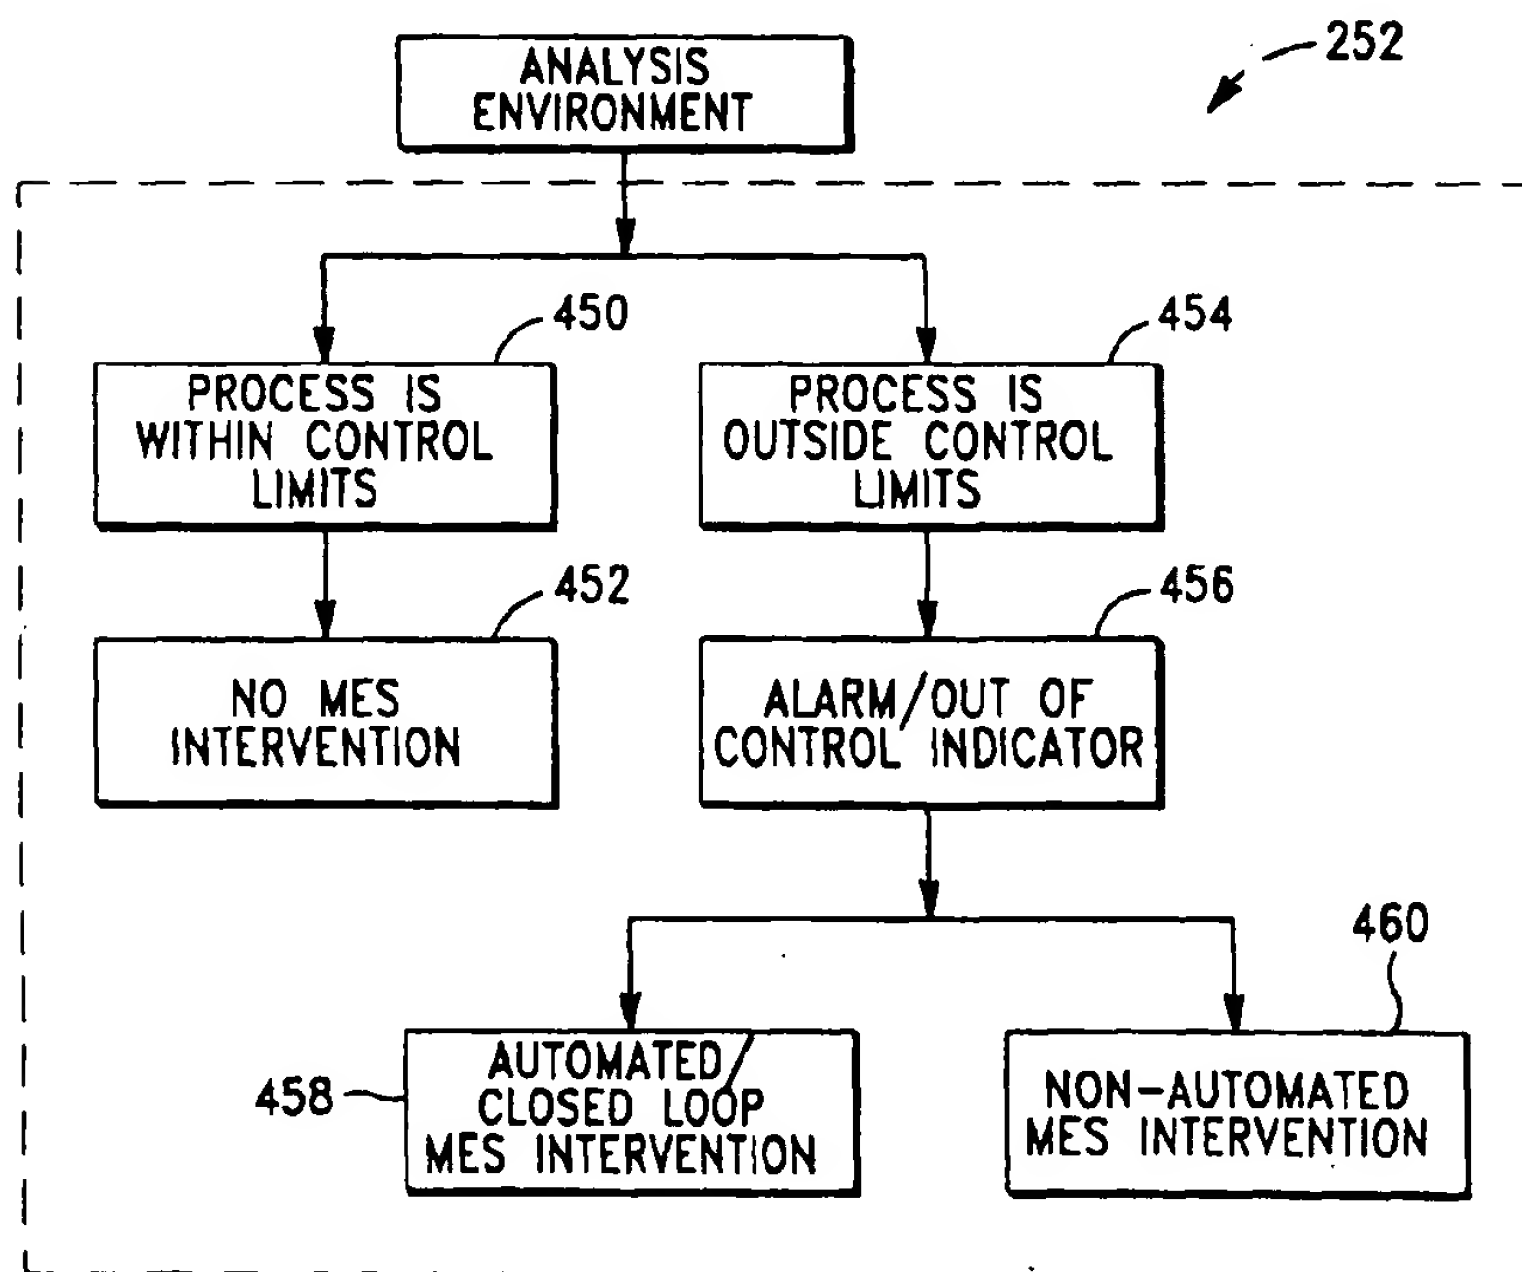 252
ANALYSIS
ENVIRONMENT
450
454
PROCESS IS
WITHIN CONTROL
LIMITS
PROCESS IS
OUTSIDE CONTROL
LIMITS
452
456
NO MES
INTERVENTION
ALARM/OUT OF
CONTROL INDICATOR
460
458
AUTOMATED/
CLOSED LOOP
MES INTERVENTION
NON-AUTOMATED
MES INTERVENTION